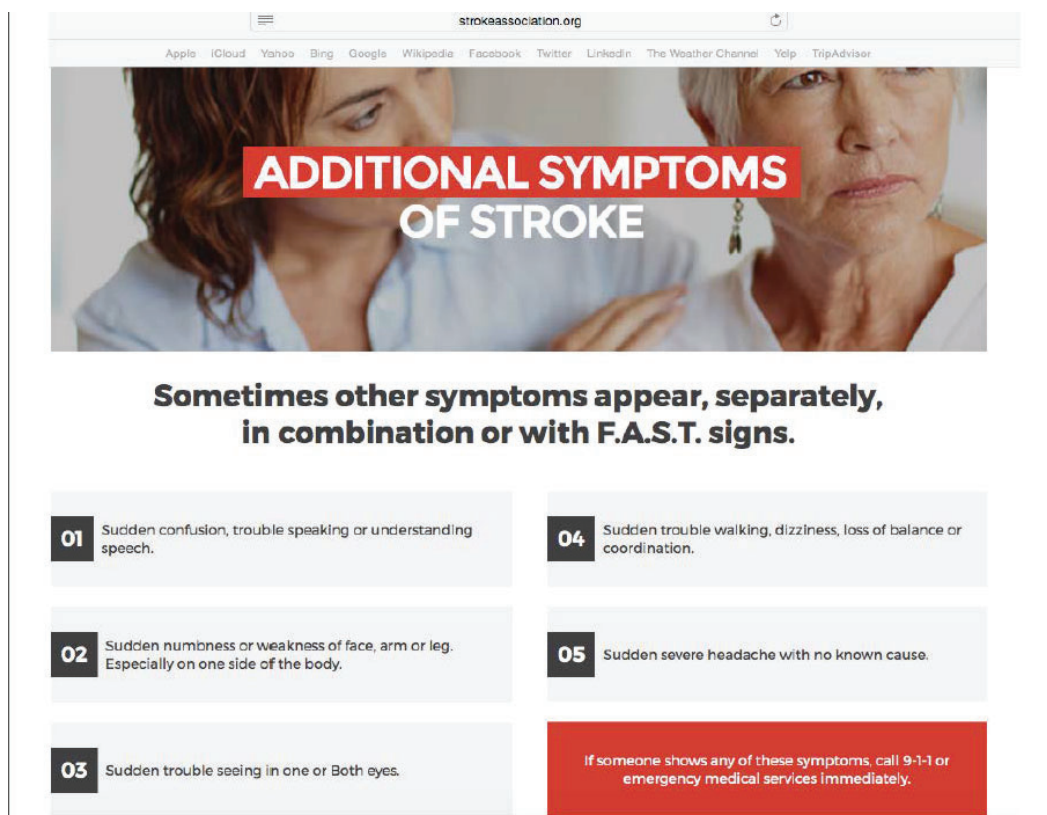 strokeassociation.org
Apple iCloud Yahoo Bing Google Wikipedia Facebook Twitter LinkedIn The Weather Channel Yelp TripAdvisor
ADDITIONAL SYMPTOMS
OF STROKE
Sometimes other symptoms appear, separately,
in combination or with F.A.S.T. signs.
01 Sudden confusion, trouble speaking or understanding
speech.
02 Sudden numbness or weakness of face, arm or leg.
Especially on one side of the body.
03 Sudden trouble seeing in one or Both eyes.
04 Sudden trouble walking, dizziness, loss of balance or
coordination.
05 Sudden severe headache with no known cause.
If someone shows any of these symptoms, call 9-1-1 or
emergency medical services immediately.